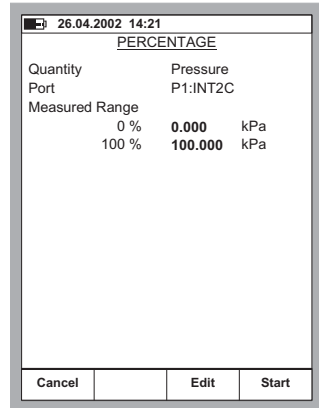 26.04.2002 14:21
PERCENTAGE
Quantity Pressure
Port P1:INT2C
Measured Range
0 % 0.000 kPa
100 % 100.000 kPa
Cancel Edit Start